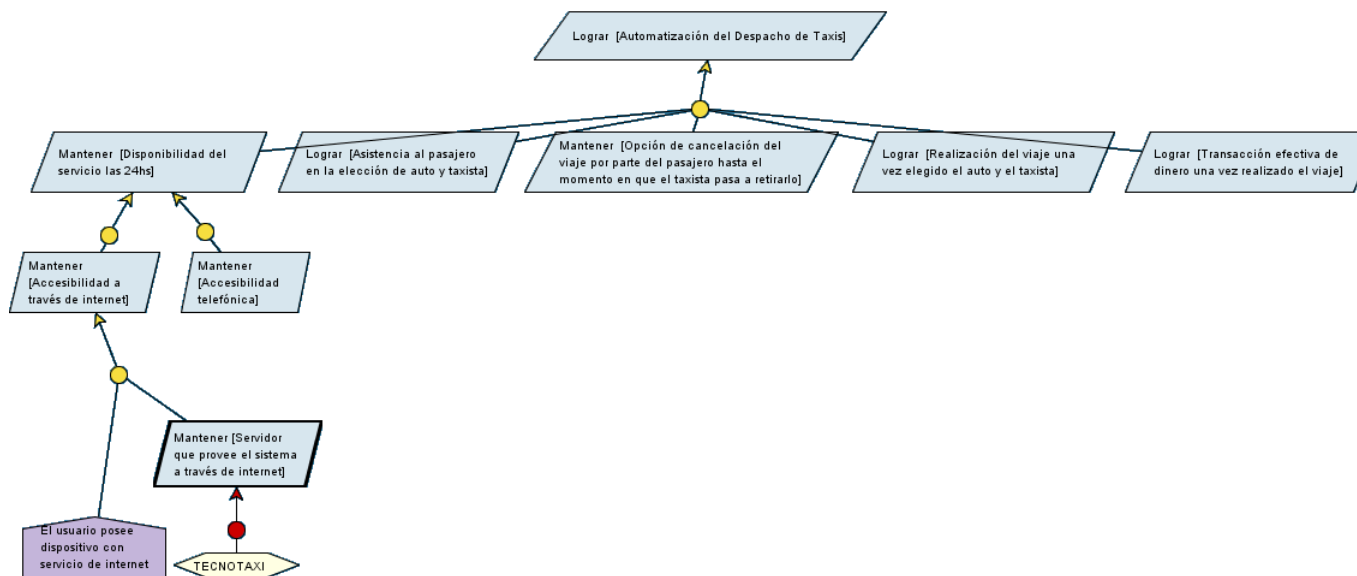 Lograr [Automatización del Despacho de Taxis]
Mantener [Disponibilidad del
servicio las 24hs]
Lograr [Asistencia al pasajero
en la elección de auto y taxista]
Mantener [Opción de cancelación del
viaje por parte del pasajero hasta el
momento en que el taxista pasa a retirarlo]
Lograr [Realización del viaje una
vez elegido el auto y el taxista]
Lograr [Transacción efectiva de
dinero una vez realizado el viaje]
Mantener
[Accesibilidad a
través de internet]
Mantener
[Accesibilidad
telefónica]
Mantener [Servidor
que provee el sistema
a través de internet]
El usuario posee
dispositivo con
servicio de internet
TECNOTAXI